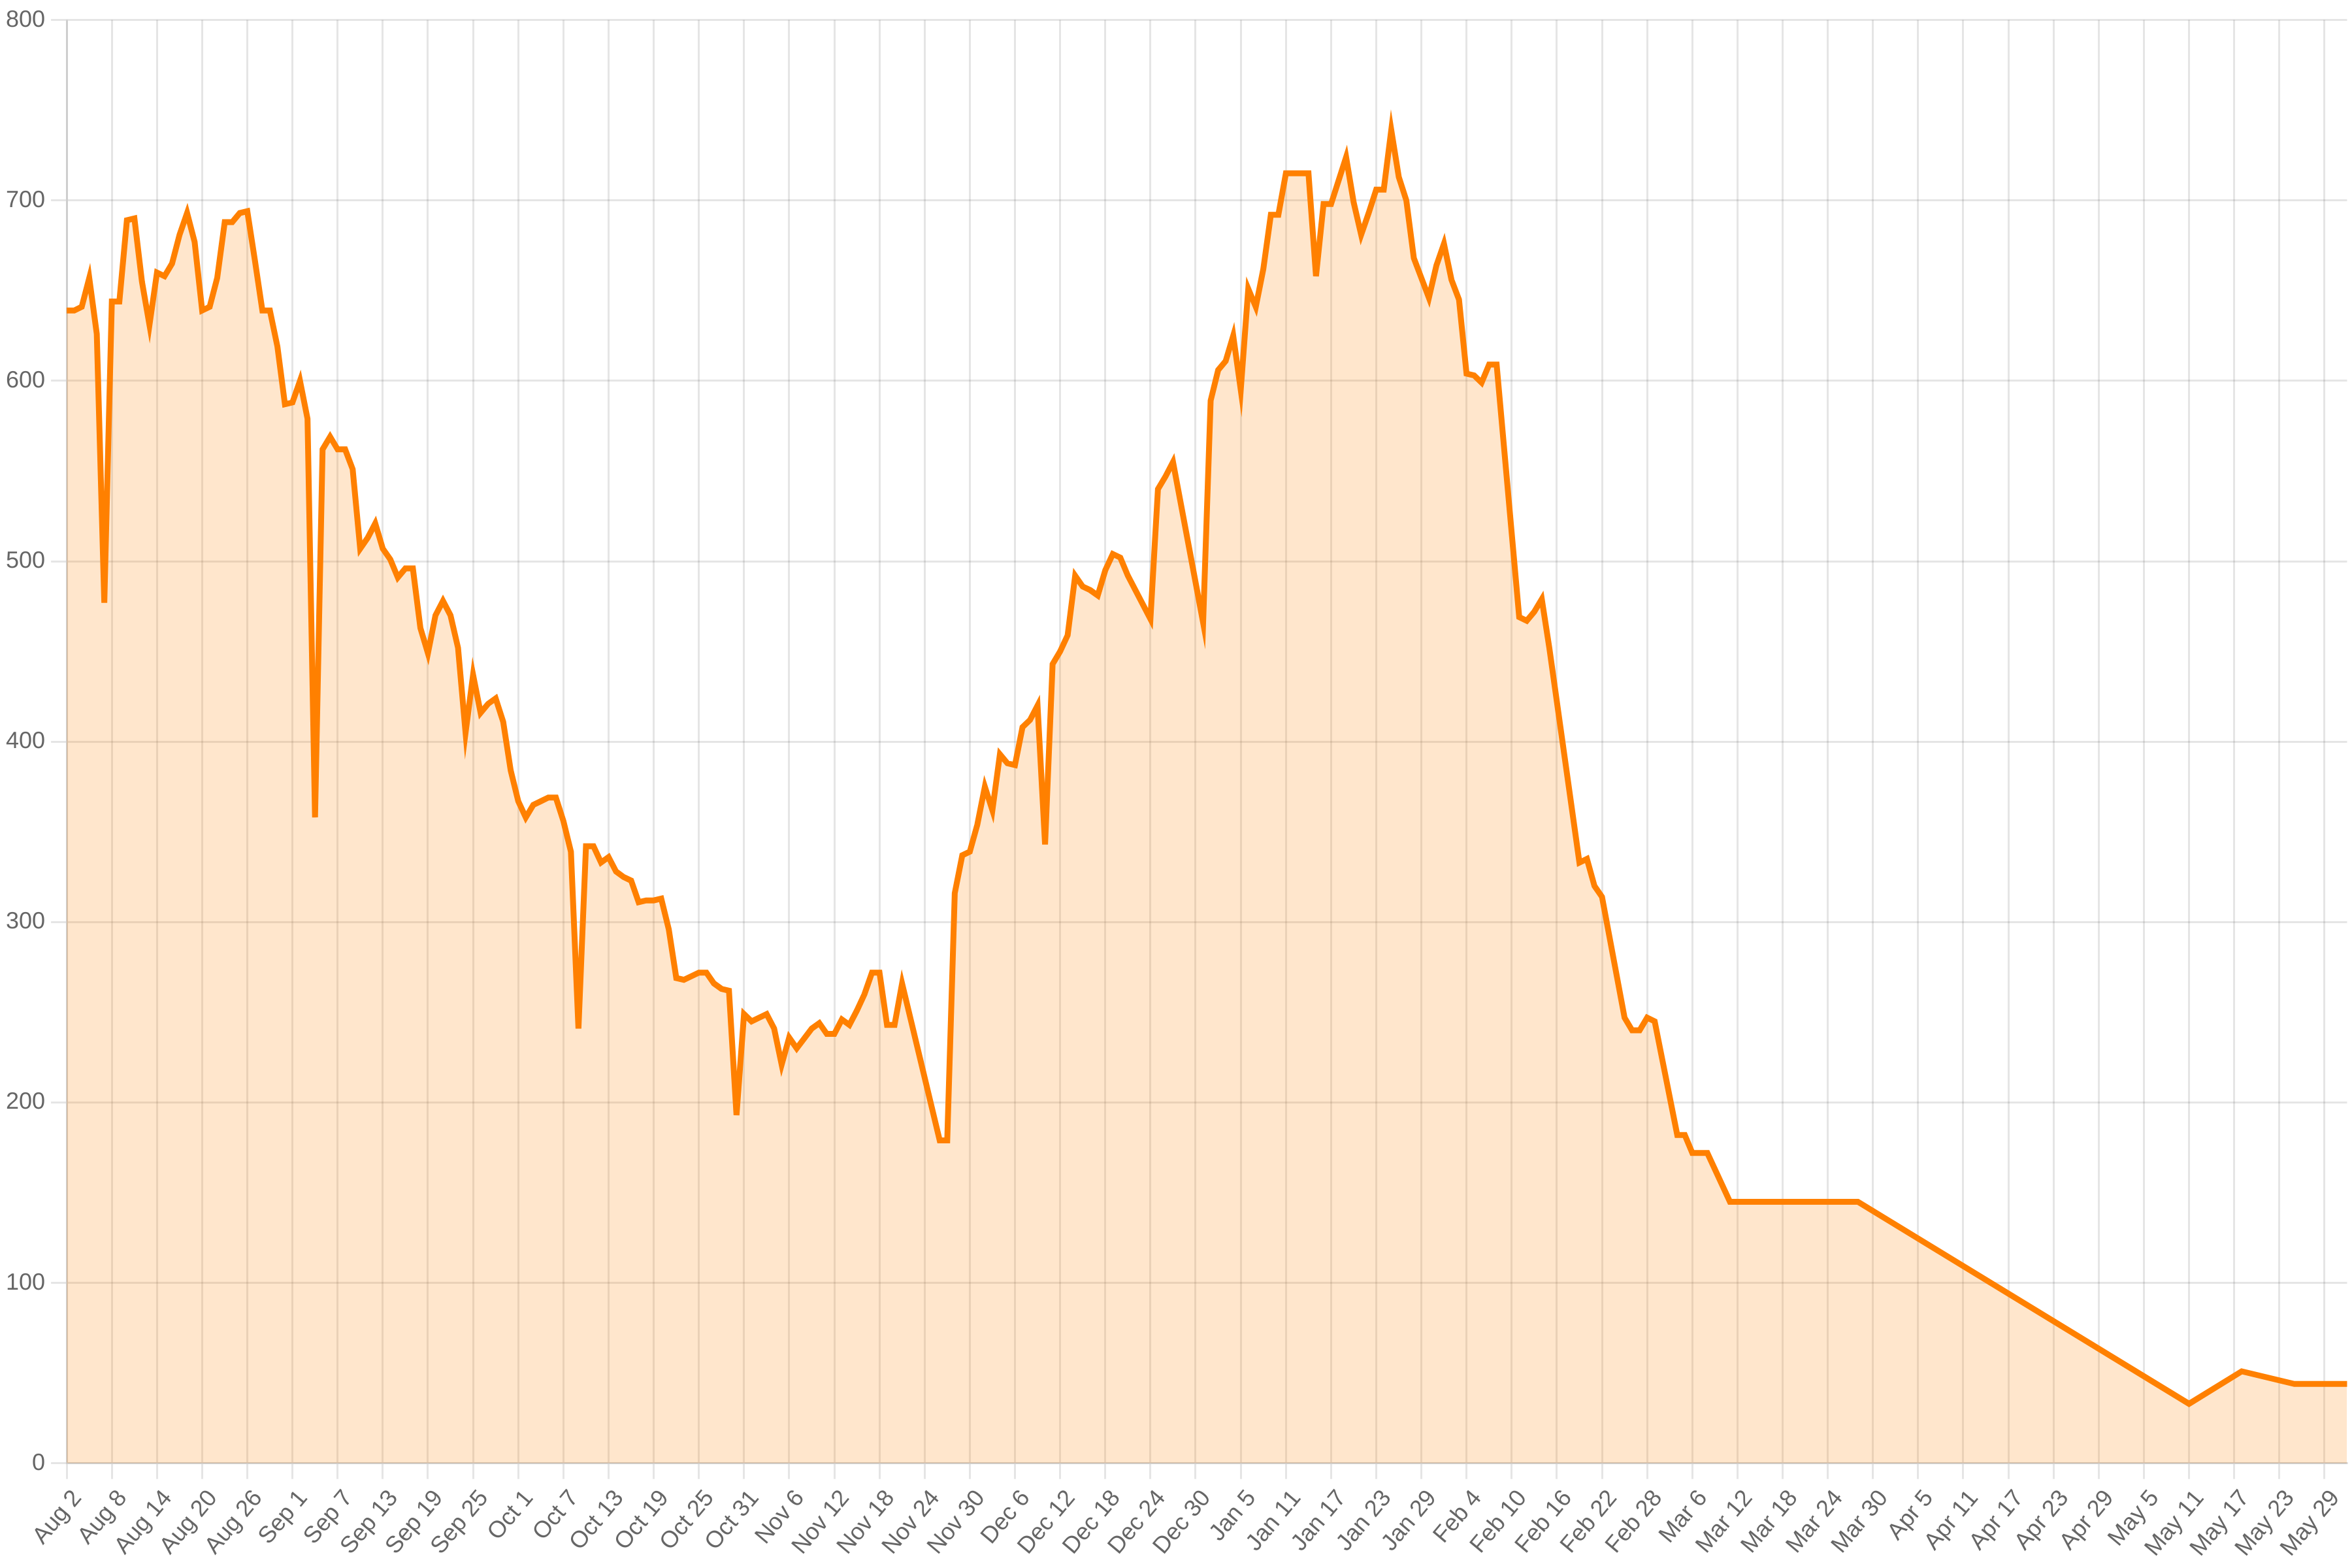 800
700
600
500
400
300
200
100
0
Aug 2
Aug 8
Aug 14
Aug 20
Aug 26
Sep 1
Sep 7
Sep 13
Sep 19
Sep 25
Oct 1
Oct 7
Oct 13
Oct 19
Oct 25
Oct 31
Nov 6
Nov 12
Nov 18
Nov 24
Nov 30
Dec 6
Dec 12
Dec 18
Dec 24
Dec 30
Jan 5
Jan 11
Jan 17
Jan 23
Jan 29
Feb 4
Feb 10
Feb 16
Feb 22
Feb 28
Mar 6
Mar 12
Mar 18
Mar 24
Mar 30
Apr 5
Apr 11
Apr 17
Apr 23
Apr 29
May 5
May 11
May 17
May 23
May 29